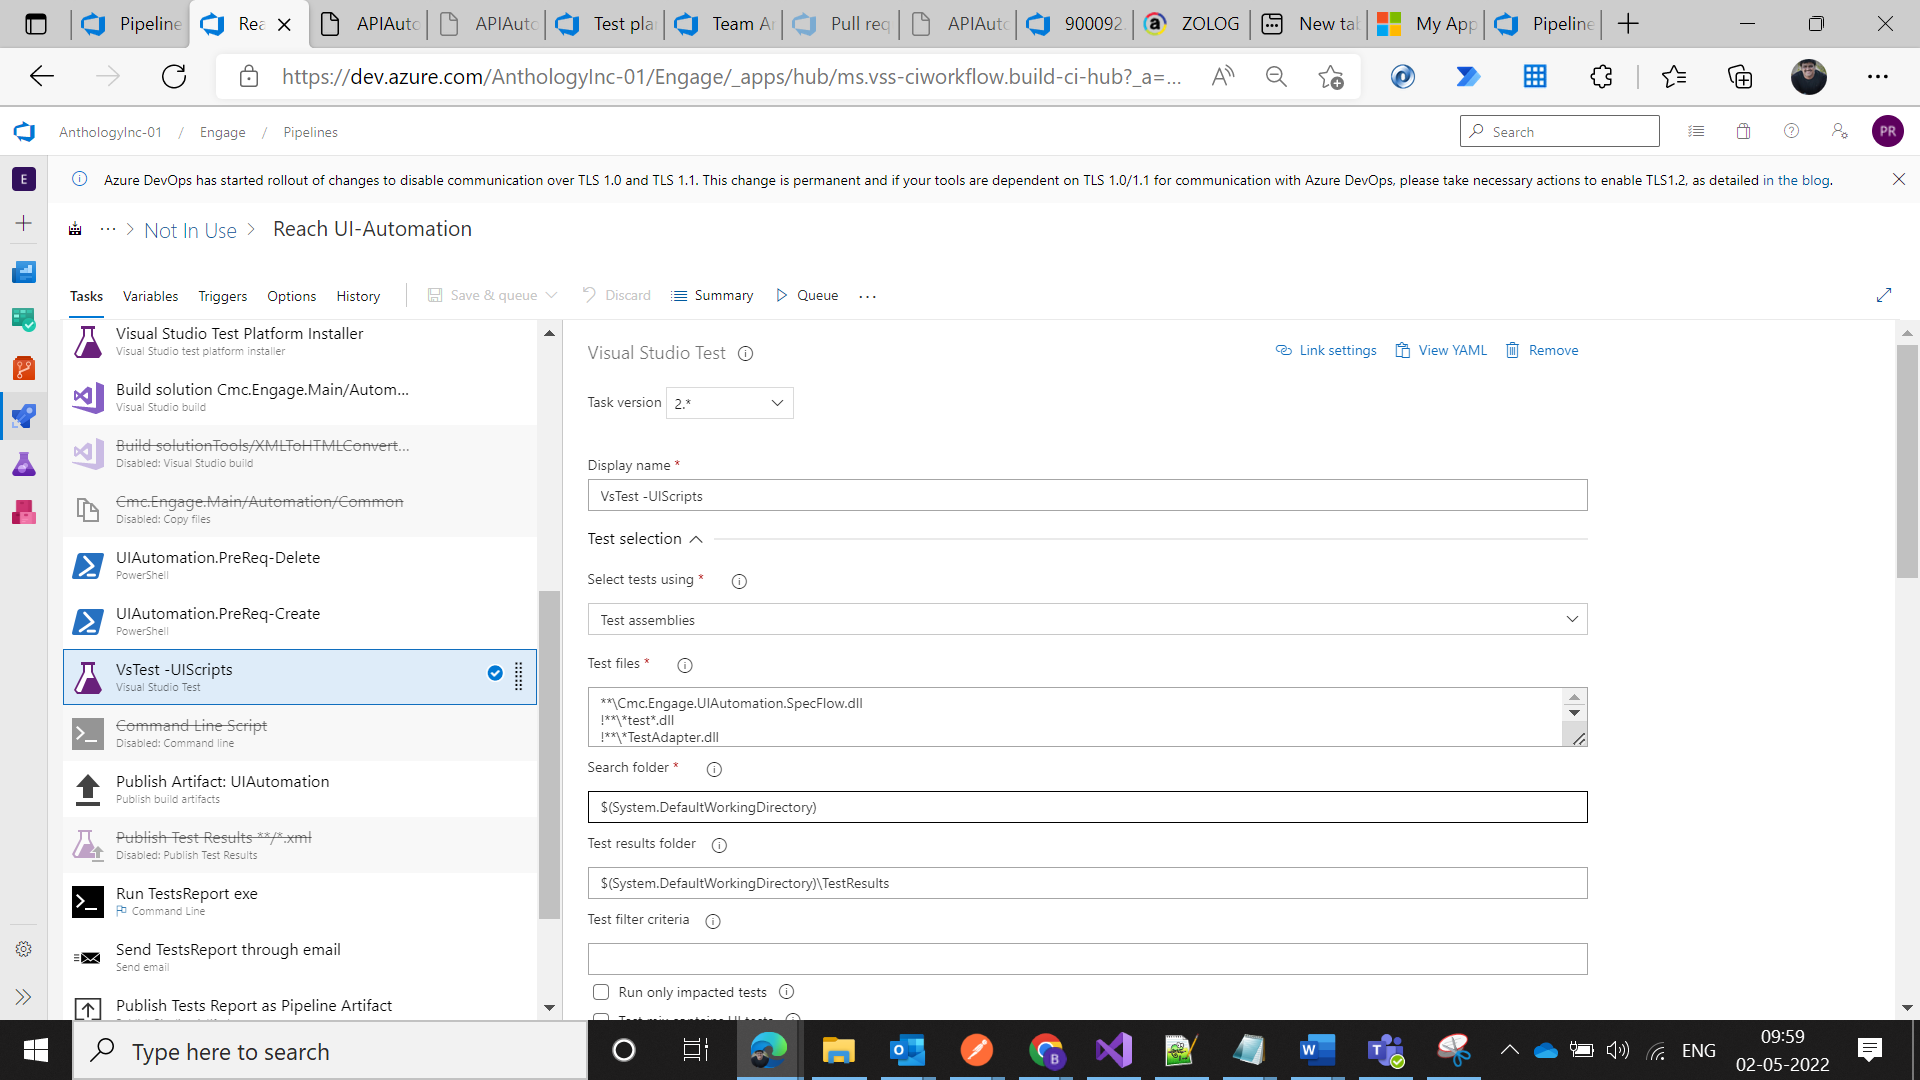 Pipeline
Rea
APIAuto
APIAuto
Test plan
Team Ar
Pull req
APIAuto
900092
ZOLOG
New tab
My App
Pipeline
https://dev.azure.com/AnthologyInc-01/Engage/_apps/hub/ms.vss-ciworkflow.build-ci-hub?_a=...
AnthologyInc-01 / Engage / Pipelines
Search
PR
E
Azure DevOps has started rollout of changes to disable communication over TLS 1.0 and TLS 1.1. This change is permanent and if your tools are dependent on TLS 1.0/1.1 for communication with Azure DevOps, please take necessary actions to enable TLS1.2, as detailed in the blog.
... > Not In Use > Reach UI-Automation
Tasks Variables Triggers Options History
Save & queue Discard Summary Queue ...
Visual Studio Test Platform Installer
Visual Studio test platform installer
Build solution Cmc.Engage.Main/Autom...
Visual Studio build
Build solutionTools/XMLToHTMLConvert...
Disabled: Visual Studio build
Cmc.Engage.Main/Automation/Common
Disabled: Copy files
UIAutomation.PreReq-Delete
PowerShell
UIAutomation.PreReq-Create
PowerShell
VsTest -UIScripts
Visual Studio Test
Command Line Script
Disabled: Command line
Publish Artifact: UIAutomation
Publish build artifacts
Publish Test Results **/*.xml
Disabled: Publish Test Results
Run TestsReport exe
Command Line
Send TestsReport through email
Send email
Publish Tests Report as Pipeline Artifact
Visual Studio Test
Link settings View YAML Remove
Task version 2.*
Display name *
VsTest -UIScripts
Test selection
Select tests using *
Test assemblies
Test files *
**\Cmc.Engage.UIAutomation.SpecFlow.dll
!**\*test*.dll
!**\*TestAdapter.dll
Search folder *
$(System.DefaultWorkingDirectory)
Test results folder
$(System.DefaultWorkingDirectory)\TestResults
Test filter criteria
Run only impacted tests
Test mix contains UI tests
Type here to search
ENG
09:59
02-05-2022